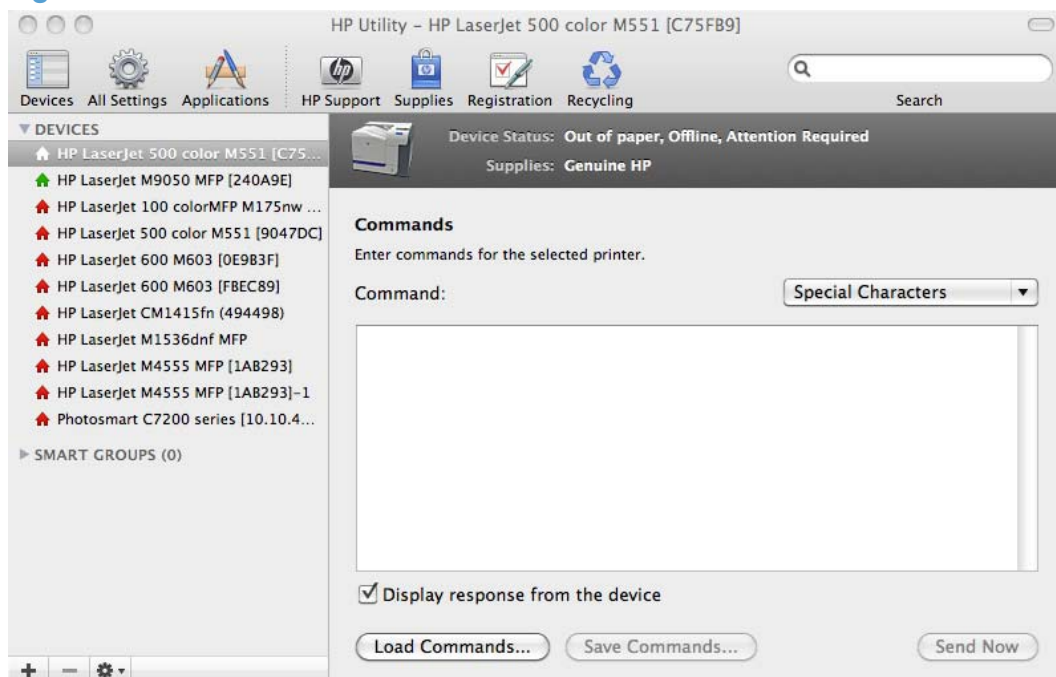 HP Utility – HP LaserJet 500 color M551 [C75FB9]
Devices All Settings Applications HP Support Supplies Registration Recycling Search
DEVICES
HP LaserJet 500 color M551 [C75...
HP LaserJet M9050 MFP [240A9E]
HP LaserJet 100 colorMFP M175nw ...
HP LaserJet 500 color M551 [9047DC]
HP LaserJet 600 M603 [0E9B3F]
HP LaserJet 600 M603 [FBEC89]
HP LaserJet CM1415fn (494498)
HP LaserJet M1536dnf MFP
HP LaserJet M4555 MFP [1AB293]
HP LaserJet M4555 MFP [1AB293]-1
Photosmart C7200 series [10.10.4...
SMART GROUPS (0)
Device Status: Out of paper, Offline, Attention Required
Supplies: Genuine HP
Commands
Enter commands for the selected printer.
Command:
Special Characters
Display response from the device
Load Commands... Save Commands... Send Now